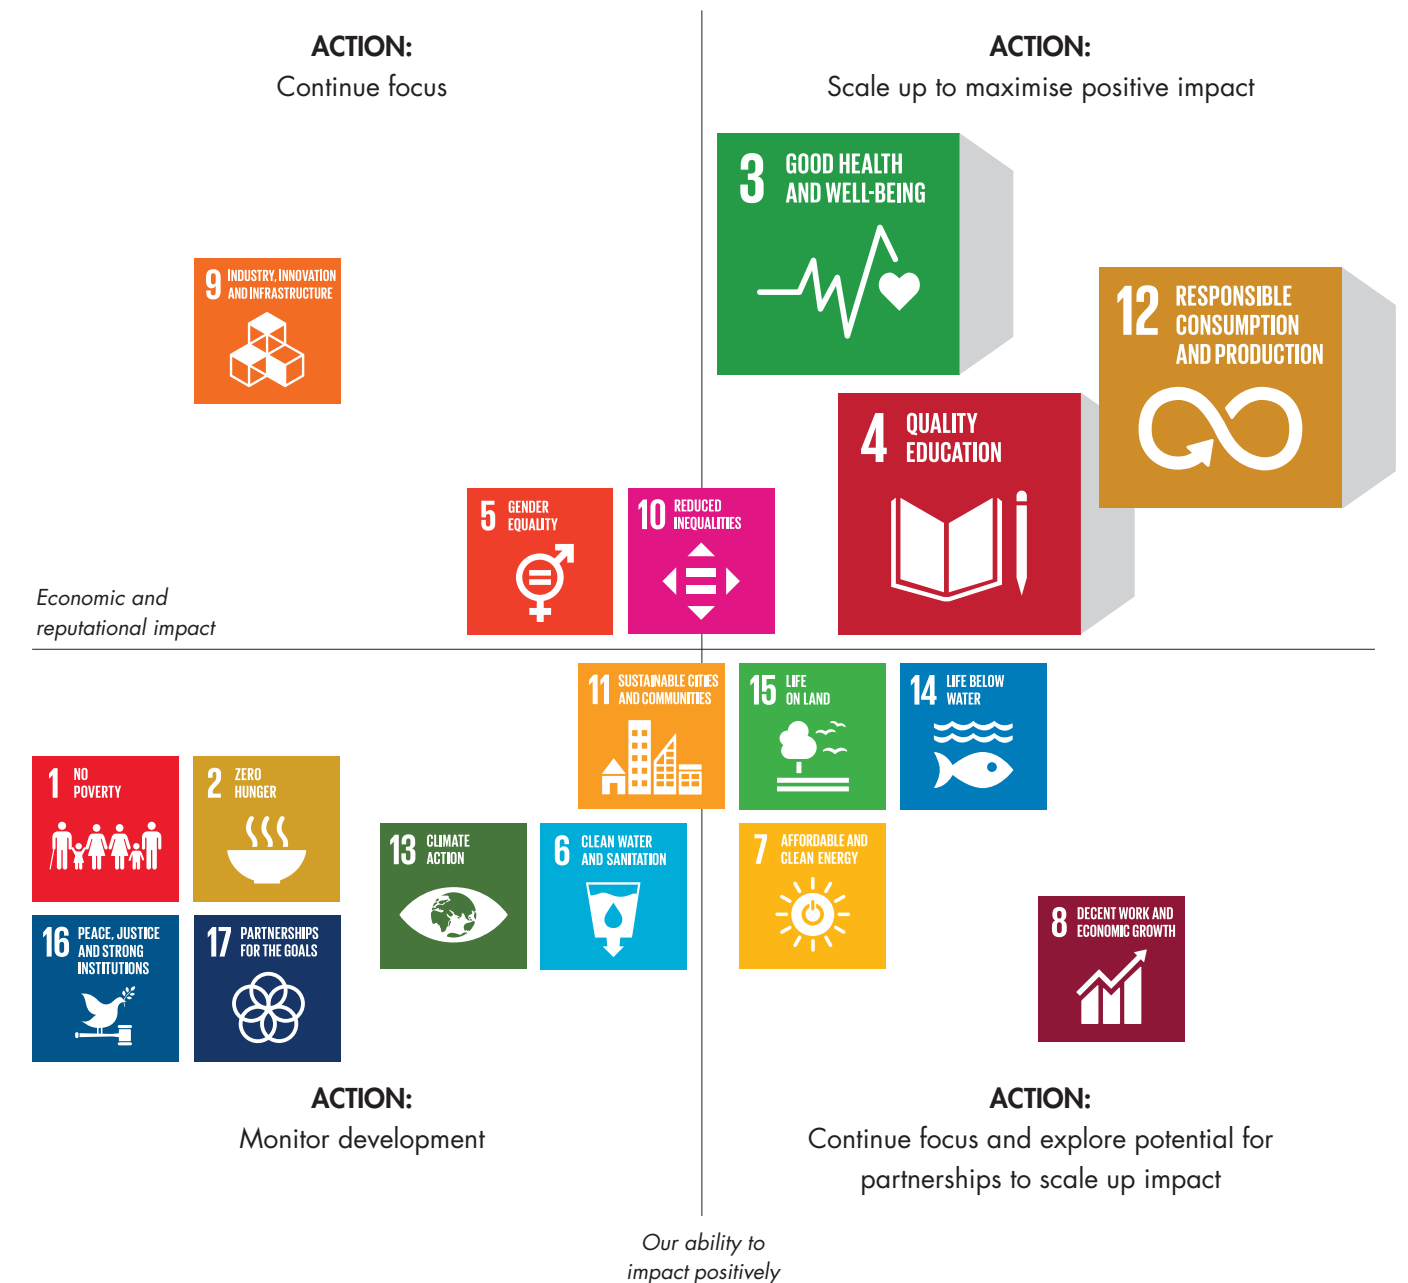 ACTION:
Continue focus
ACTION:
Scale up to maximise positive impact
3 GOOD HEALTH
AND WELL-BEING
9 INDUSTRY, INNOVATION
AND INFRASTRUCTURE
12 RESPONSIBLE
CONSUMPTION
AND PRODUCTION
4 QUALITY
EDUCATION
5 GENDER
EQUALITY
10 REDUCED
INEQUALITIES
Economic and
reputational impact
11 SUSTAINABLE CITIES
AND COMMUNITIES
15 LIFE
ON LAND
14 LIFE BELOW
WATER
1 NO
POVERTY
2 ZERO
HUNGER
13 CLIMATE
ACTION
6 CLEAN WATER
AND SANITATION
7 AFFORDABLE AND
CLEAN ENERGY
8 DECENT WORK AND
ECONOMIC GROWTH
16 PEACE, JUSTICE
AND STRONG
INSTITUTIONS
17 PARTNERSHIPS
FOR THE GOALS
ACTION:
Monitor development
ACTION:
Continue focus and explore potential for
partnerships to scale up impact
Our ability to
impact positively